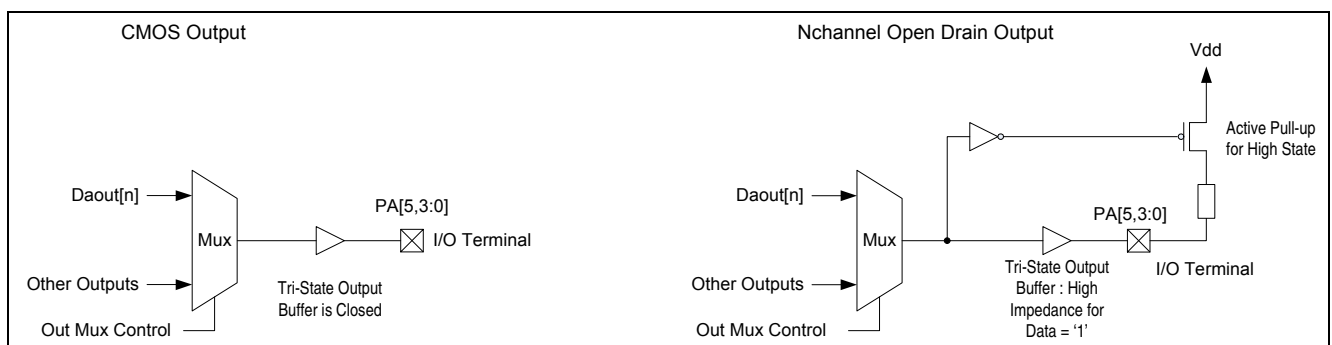 CMOS Output
Daout[n]
Mux
PA[5,3:0]
I/O Terminal
Other Outputs
Tri-State Output
Buffer is Closed
Out Mux Control
Nchannel Open Drain Output
Vdd
Active Pull-up
for High State
Daout[n]
Mux
PA[5,3:0]
I/O Terminal
Other Outputs
Tri-State Output
Buffer : High
Impedance for
Data = '1'
Out Mux Control